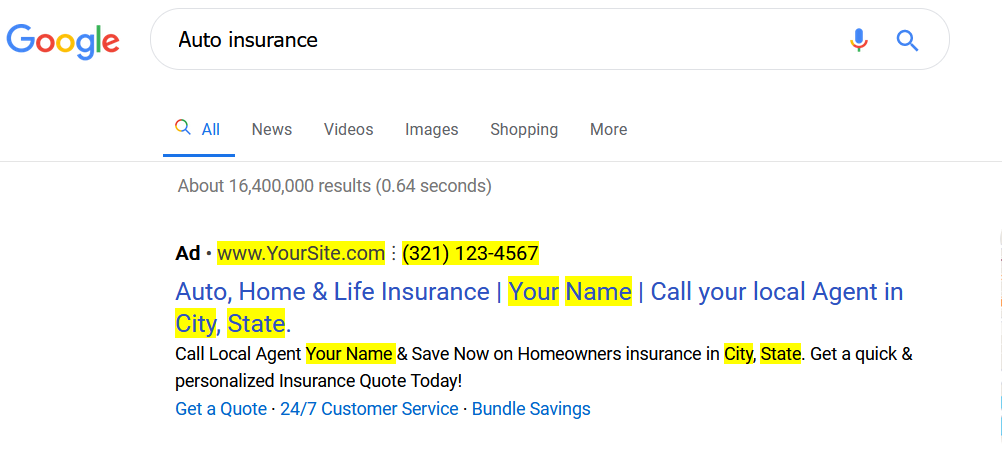 Google
Auto insurance
All News Videos Images Shopping More
About 16,400,000 results (0.64 seconds)
Ad · www.YourSite.com ⋮ (321) 123-4567
Auto, Home & Life Insurance | Your Name | Call your local Agent in
City, State.
Call Local Agent Your Name & Save Now on Homeowners insurance in City, State. Get a quick &
personalized Insurance Quote Today!
Get a Quote · 24/7 Customer Service · Bundle Savings